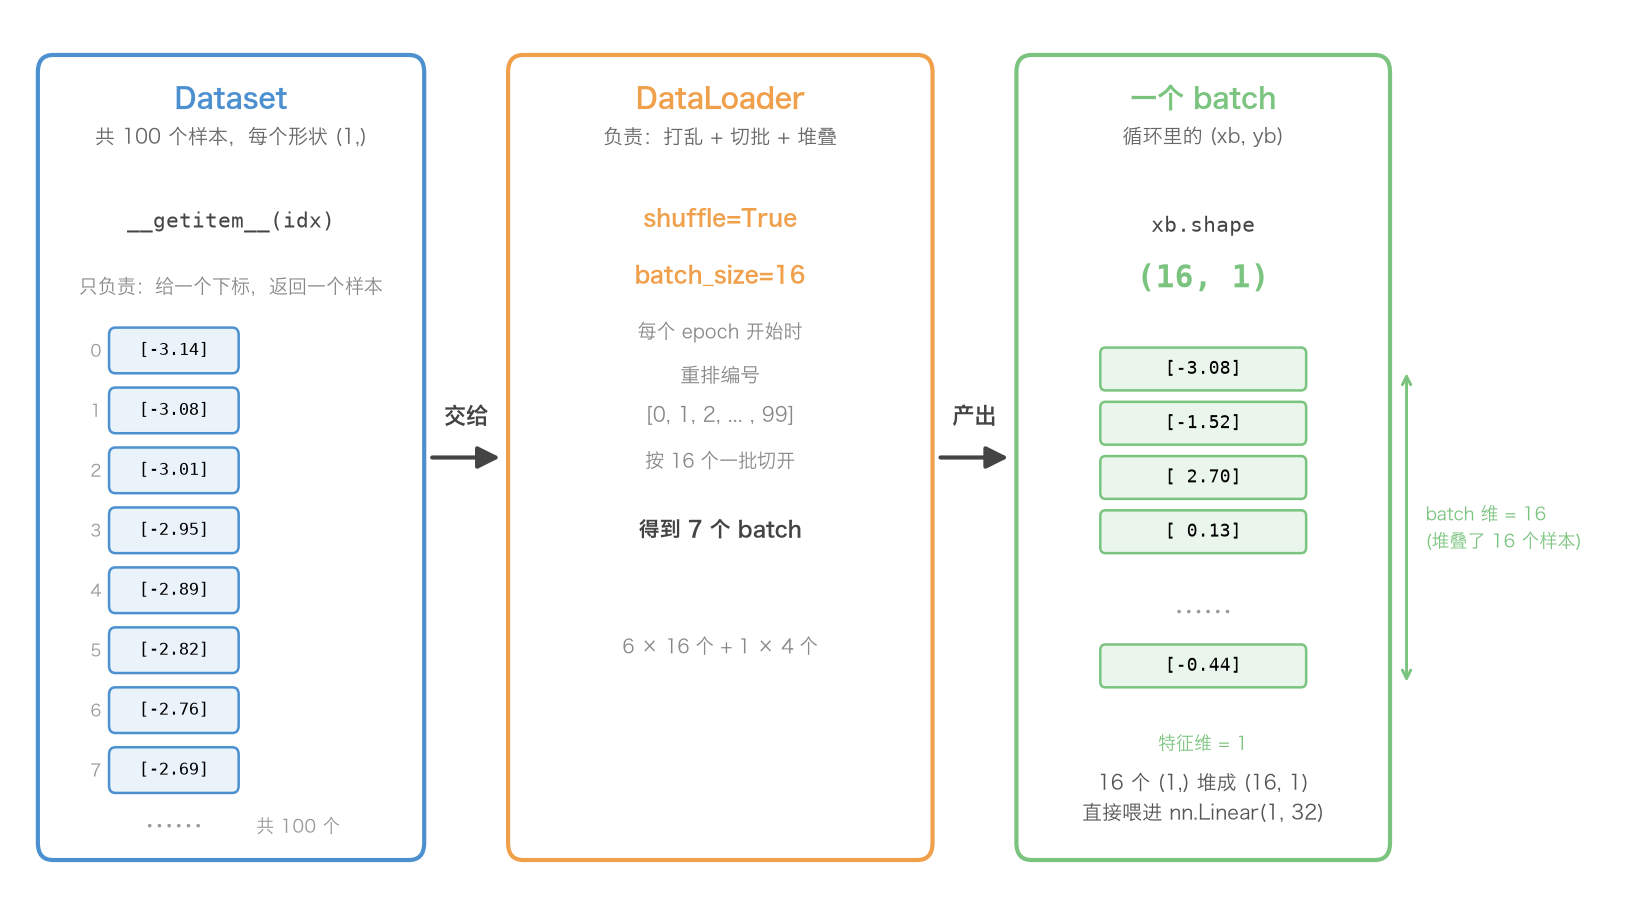 Dataset
共 100 个样本，每个形状 (1,)
__getitem__(idx)
只负责：给一个下标，返回一个样本
0 [-3.14]
1 [-3.08]
2 [-3.01]
3 [-2.95]
4 [-2.89]
5 [-2.82]
6 [-2.76]
7 [-2.69]
······ 共 100 个
交给
DataLoader
负责：打乱 + 切批 + 堆叠
shuffle=True
batch_size=16
每个 epoch 开始时
重排编号
[0, 1, 2, ... , 99]
按 16 个一批切开
得到 7 个 batch
6 × 16 个 + 1 × 4 个
产出
一个 batch
循环里的 (xb, yb)
xb.shape
(16, 1)
[-3.08]
[-1.52]
[ 2.70]
[ 0.13]
······
[-0.44]
特征维 = 1
16 个 (1,) 堆成 (16, 1)
直接喂进 nn.Linear(1, 32)
batch 维 = 16
(堆叠了 16 个样本)